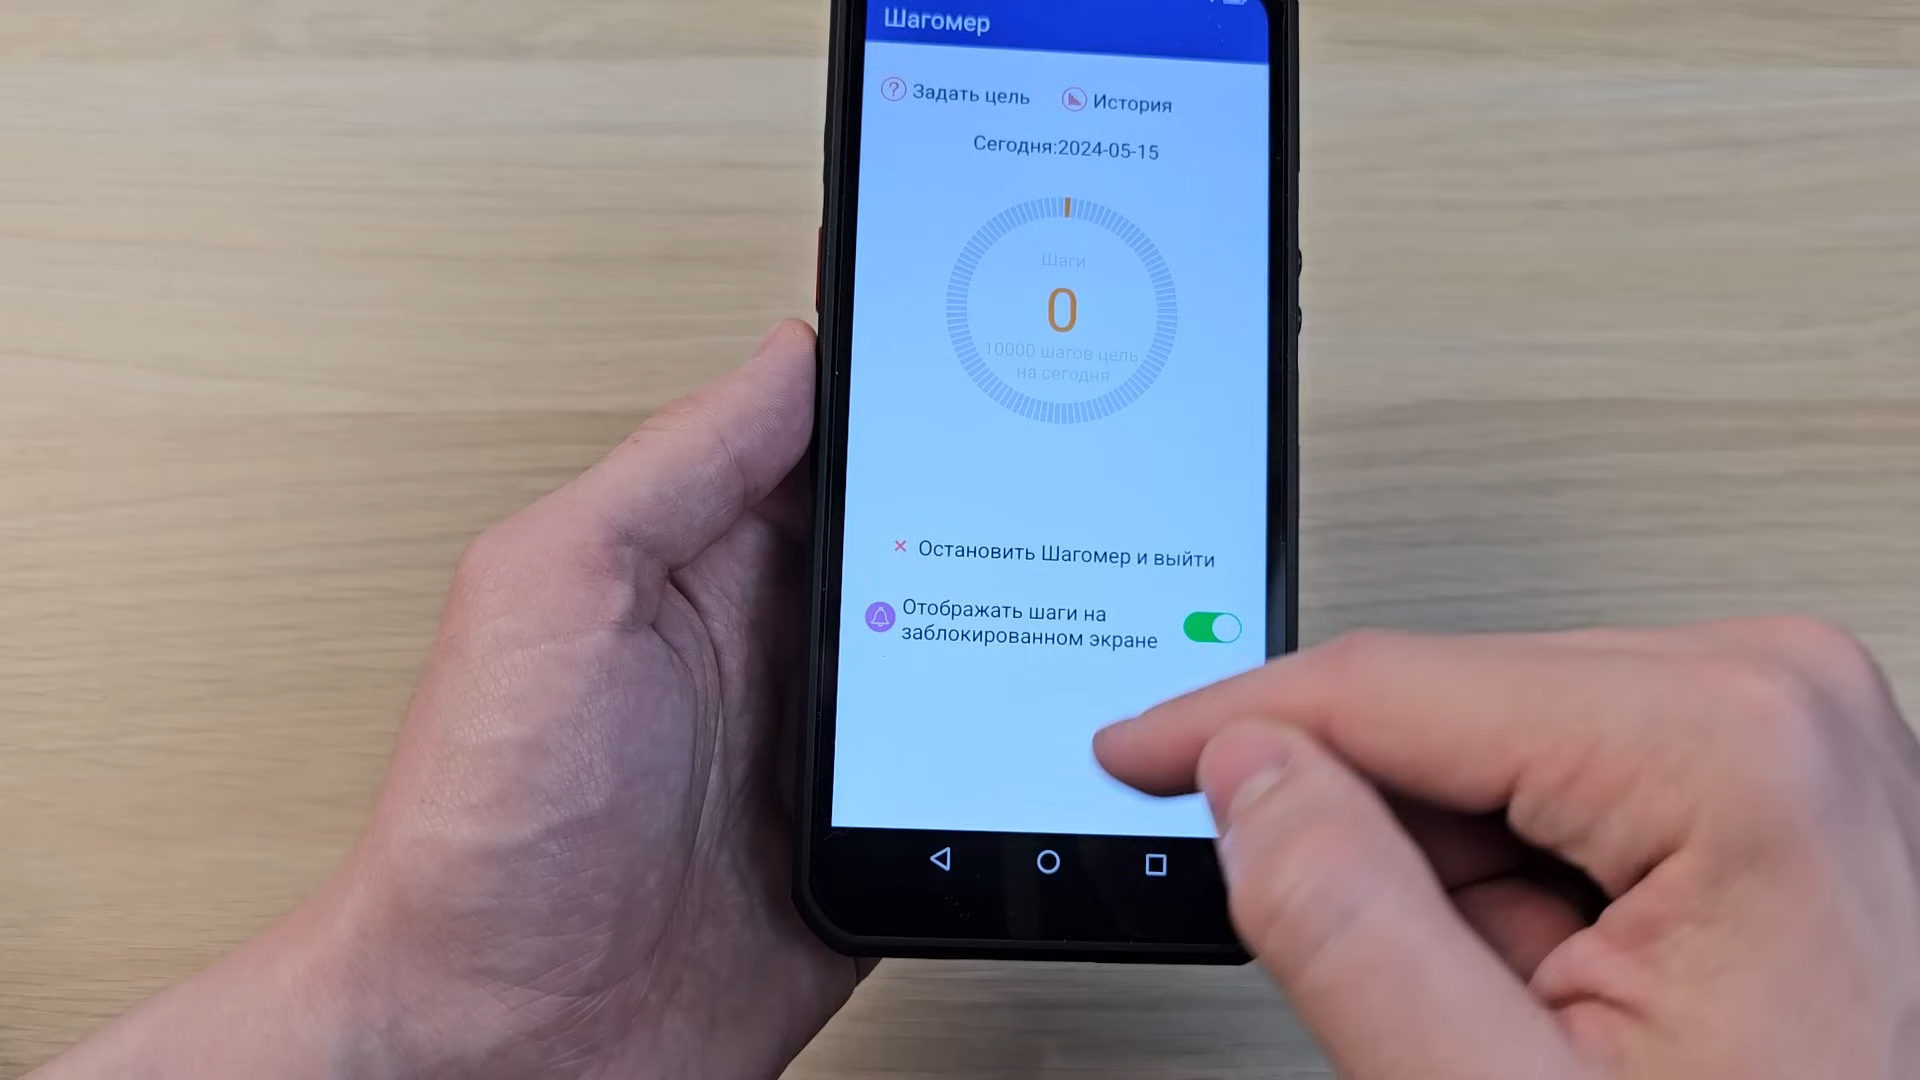 Шагомер
Задать цель
История
Сегодня:2024-05-15
Шаги
0
10000 шагов цель
на сегодня
Остановить Шагомер и выйти
Отображать шаги на
заблокированном экране